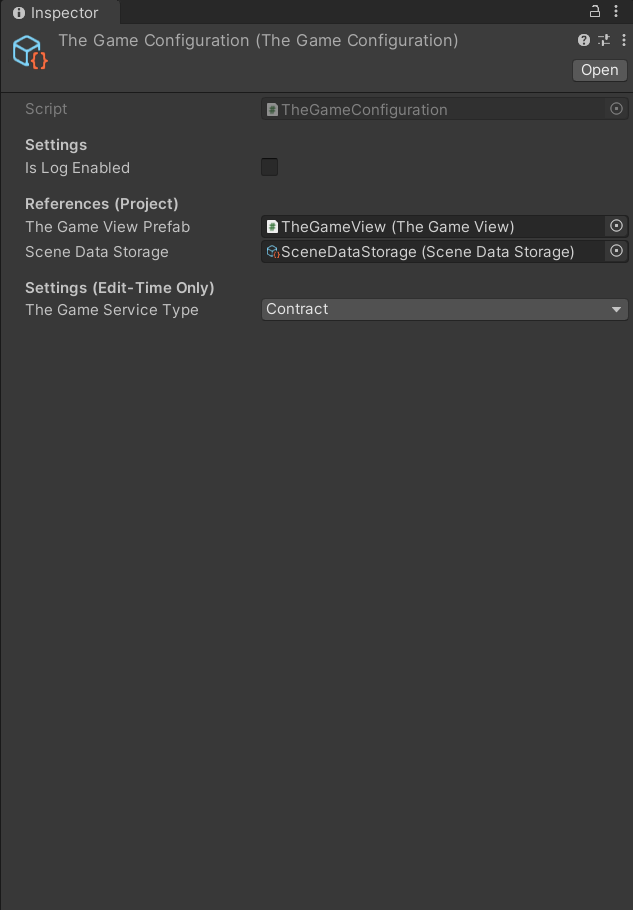 Inspector
The Game Configuration (The Game Configuration)
Open
Script TheGameConfiguration
Settings
Is Log Enabled
References (Project)
The Game View Prefab TheGameView (The Game View)
Scene Data Storage SceneDataStorage (Scene Data Storage)
Settings (Edit-Time Only)
The Game Service Type Contract